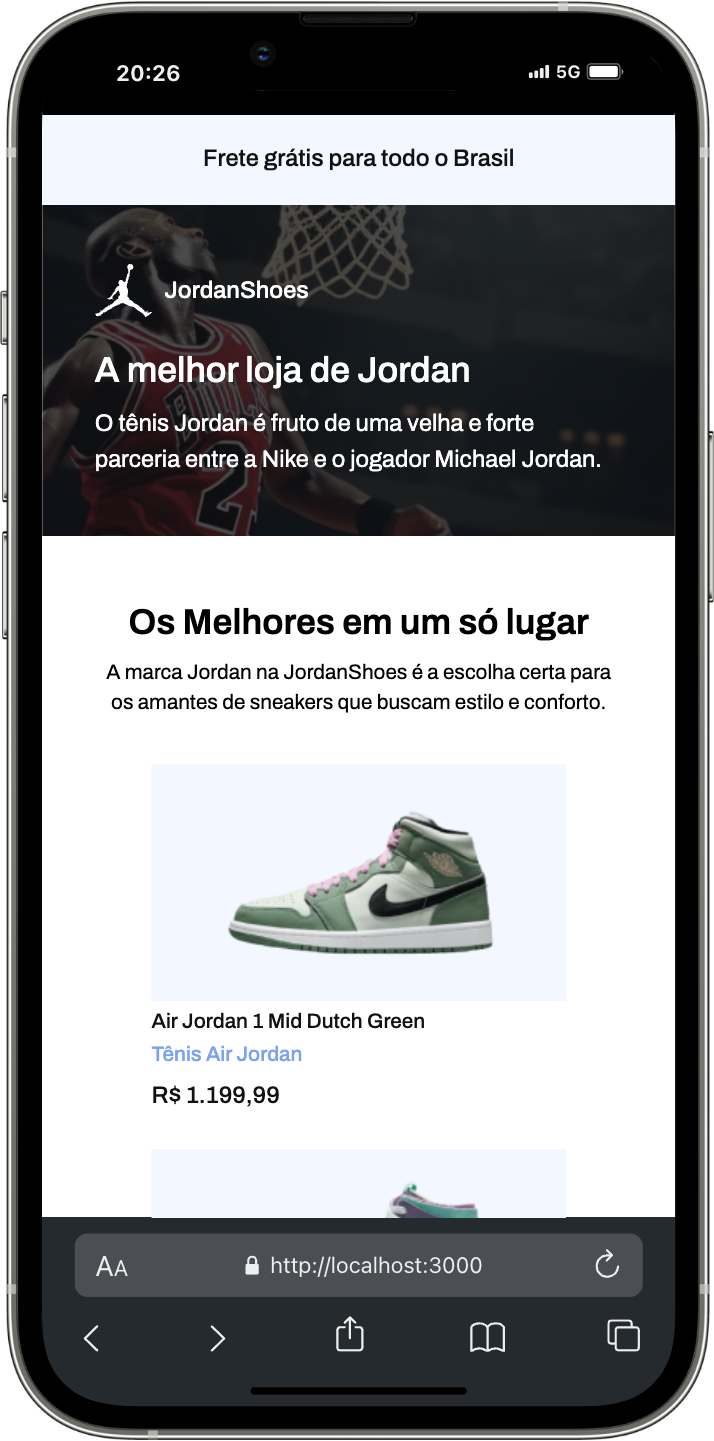 20:26
5G
Frete grátis para todo o Brasil
JordanShoes
A melhor loja de Jordan
O tênis Jordan é fruto de uma velha e forte
parceria entre a Nike e o jogador Michael Jordan.
BULLS
2
Os Melhores em um só lugar
A marca Jordan na JordanShoes é a escolha certa para
os amantes de sneakers que buscam estilo e conforto.
Air Jordan 1 Mid Dutch Green
Tênis Air Jordan
R$ 1.199,99
AA
http://localhost:3000